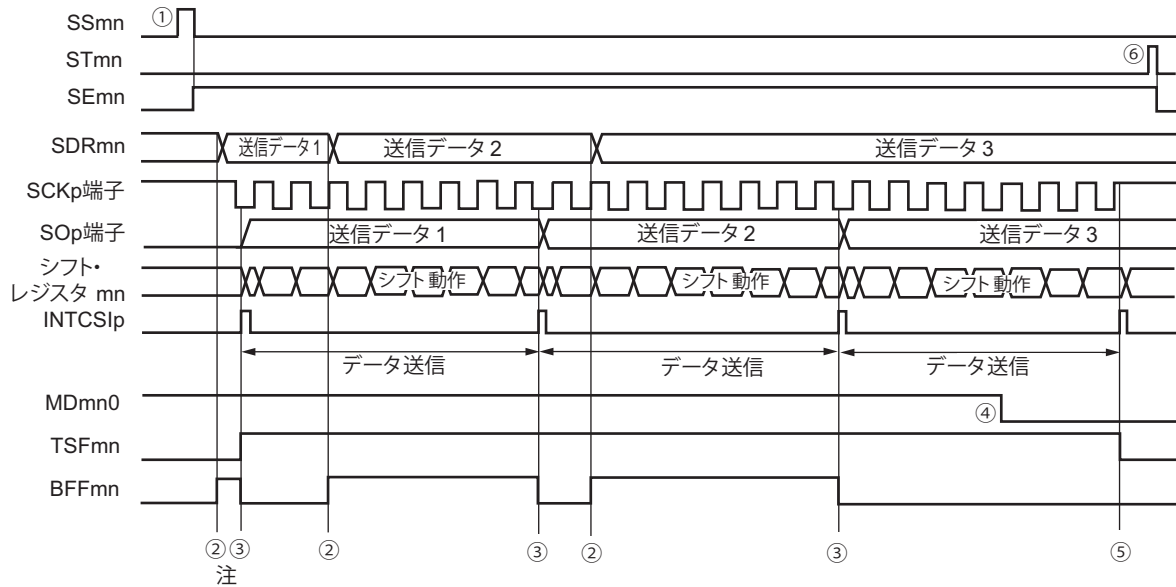 SSmn ①
STmn ⑥
SEmn
SDRmn 送信データ1 送信データ2 送信データ3
SCKp端子
SOp端子 送信データ1 送信データ2 送信データ3
シフト・
レジスタ mn シフト動作 シフト動作 シフト動作
INTCSIp
データ送信 データ送信 データ送信
MDmn0 ④
TSFmn
BFFmn
②③ ② ③ ② ③ ⑤
注